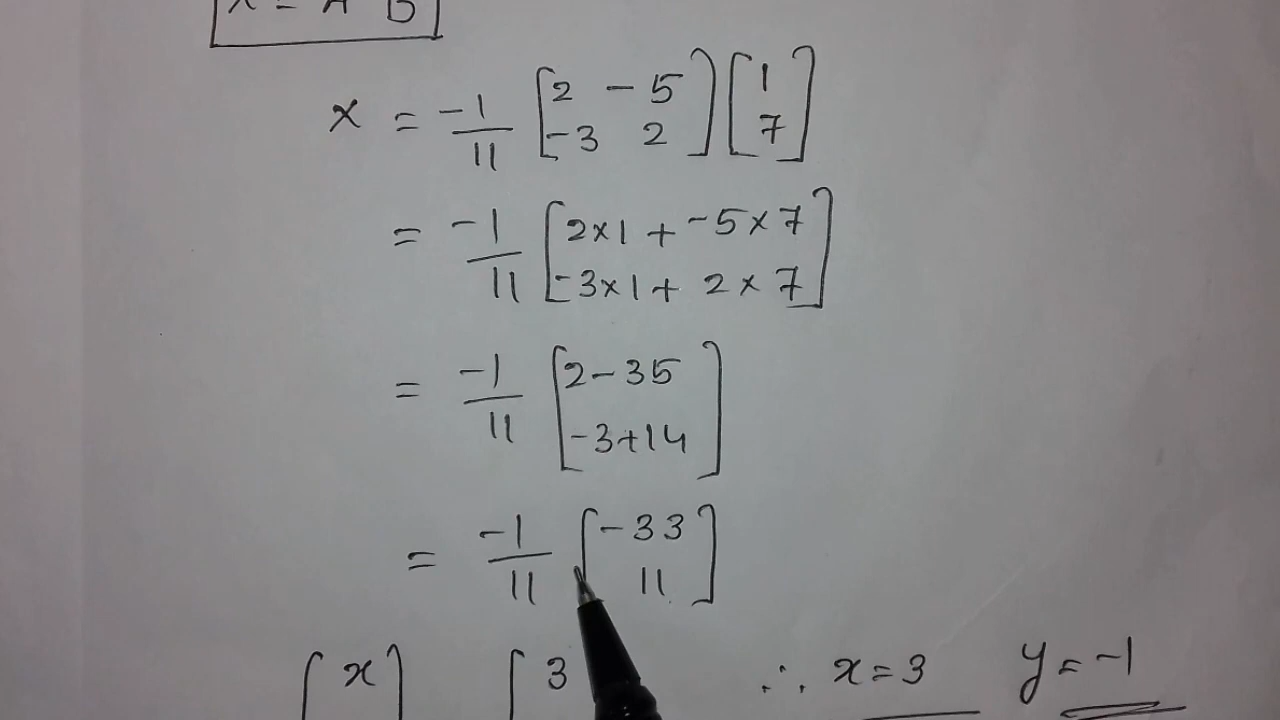 X = A B
x = -1/11 [2 -5 -3 2] [1 7]
= -1/11 [2×1 + -5×7 -3×1 + 2×7]
= -1/11 [2-35 -3+14]
= -1/11 [-33 11]
[x] [3 ∴ x=3 y=-1